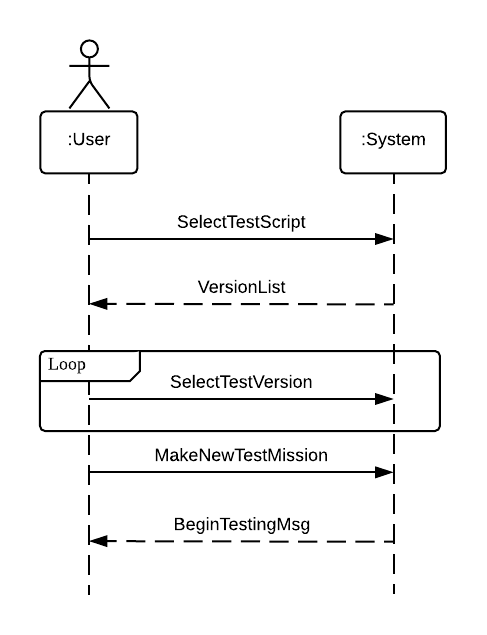 :User
:System
SelectTestScript
VersionList
Loop
SelectTestVersion
MakeNewTestMission
BeginTestingMsg